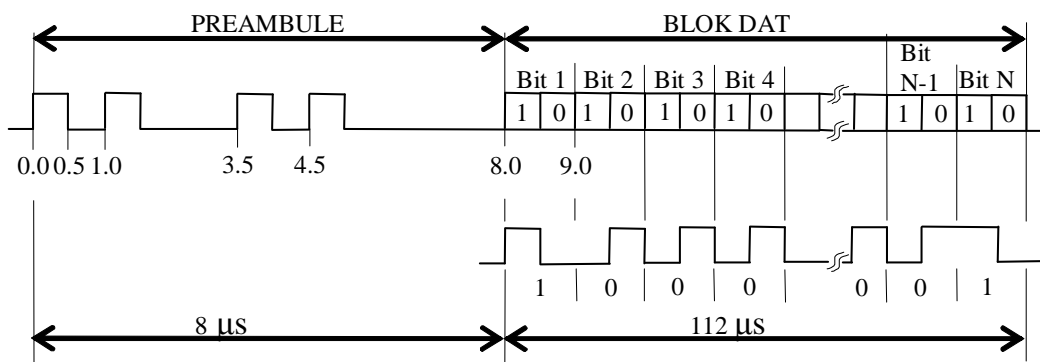 PREAMBULE BLOK DAT
Bit 1 Bit 2 Bit 3 Bit 4 Bit N-1 Bit N
1 0 1 0 1 0 1 0 1 0 1 0
0.0 0.5 1.0 3.5 4.5 8.0 9.0
1 0 0 0 0 0 1
8 μs 112 μs